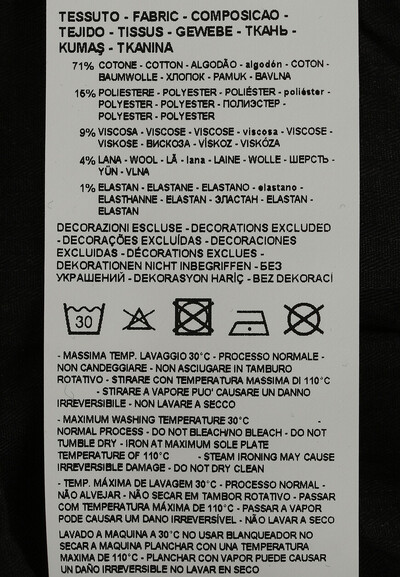 TESSUTO - FABRIC - COMPOSICAO -
TEJIDO - TISSUS - GEWEBE - ТКАНЬ -
KUMAŞ - TKANINA
71% COTONE - COTTON - ALGODÃO - algodón - COTON -
BAUMWOLLE - ХЛОПОК - PAMUK - BAVLNA
15% POLIESTERE - POLYESTER - POLIÉSTER - poliéster -
POLYESTER - POLYESTER - ПОЛИЭСТЕР -
POLYESTER - POLYESTER
9% VISCOSA - VISCOSE - VISCOSE - viscosa - VISCOSE -
VISKOSE - ВИСКОЗА - VİSKOZ - VISKÓZA
4% LANA - WOOL - LÃ - lana - LAINE - WOLLE - ШЕРСТЬ -
YÜN - VLNA
1% ELASTAN - ELASTANE - ELASTANO - elastano -
ELASTHANNE - ELASTAN - ЭЛАСТАН - ELASTAN -
ELASTAN
DECORAZIONI ESCLUSE - DECORATIONS EXCLUDED
- DECORAÇÕES EXCLUÍDAS - DECORACIONES
EXCLUIDAS - DÉCORATIONS EXCLUES -
DEKORATIONEN NICHT INBEGRIFFEN - БЕЗ
УКРАШЕНИЙ - DEKORASYON HARİÇ - BEZ DEKORACÍ
30
- MASSIMA TEMP. LAVAGGIO 30°C - PROCESSO NORMALE -
NON CANDEGGIARE - NON ASCIUGARE IN TAMBURO
ROTATIVO - STIRARE CON TEMPERATURA MASSIMA DI 110°C
- STIRARE A VAPORE PUO' CAUSARE UN DANNO
IRREVERSIBILE - NON LAVARE A SECCO
- MAXIMUM WASHING TEMPERATURE 30°C -
NORMAL PROCESS - DO NOT BLEACH/NO BLEACH - DO NOT
TUMBLE DRY - IRON AT MAXIMUM SOLE PLATE
TEMPERATURE OF 110°C - STEAM IRONING MAY CAUSE
IRREVERSIBLE DAMAGE - DO NOT DRY CLEAN
- TEMP. MÁXIMA DE LAVAGEM 30°C - PROCESSO NORMAL -
NÃO ALVEJAR - NÃO SECAR EM TAMBOR ROTATIVO - PASSAR
COM TEMPERATURA MÁXIMA DE 110°C - PASSAR A VAPOR
PODE CAUSAR UM DANO IRREVERSÍVEL - NÃO LAVAR A SECO
LAVADO A MAQUINA A 30°C NO USAR BLANQUEADOR NO
SECAR A MAQUINA PLANCHAR CON UNA TEMPERATURA
MAXIMA DE 110°C - PLANCHAR CON VAPOR PUEDE CAUSAR
UN DAÑO IRREVERSIBLE NO LAVAR EN SECO